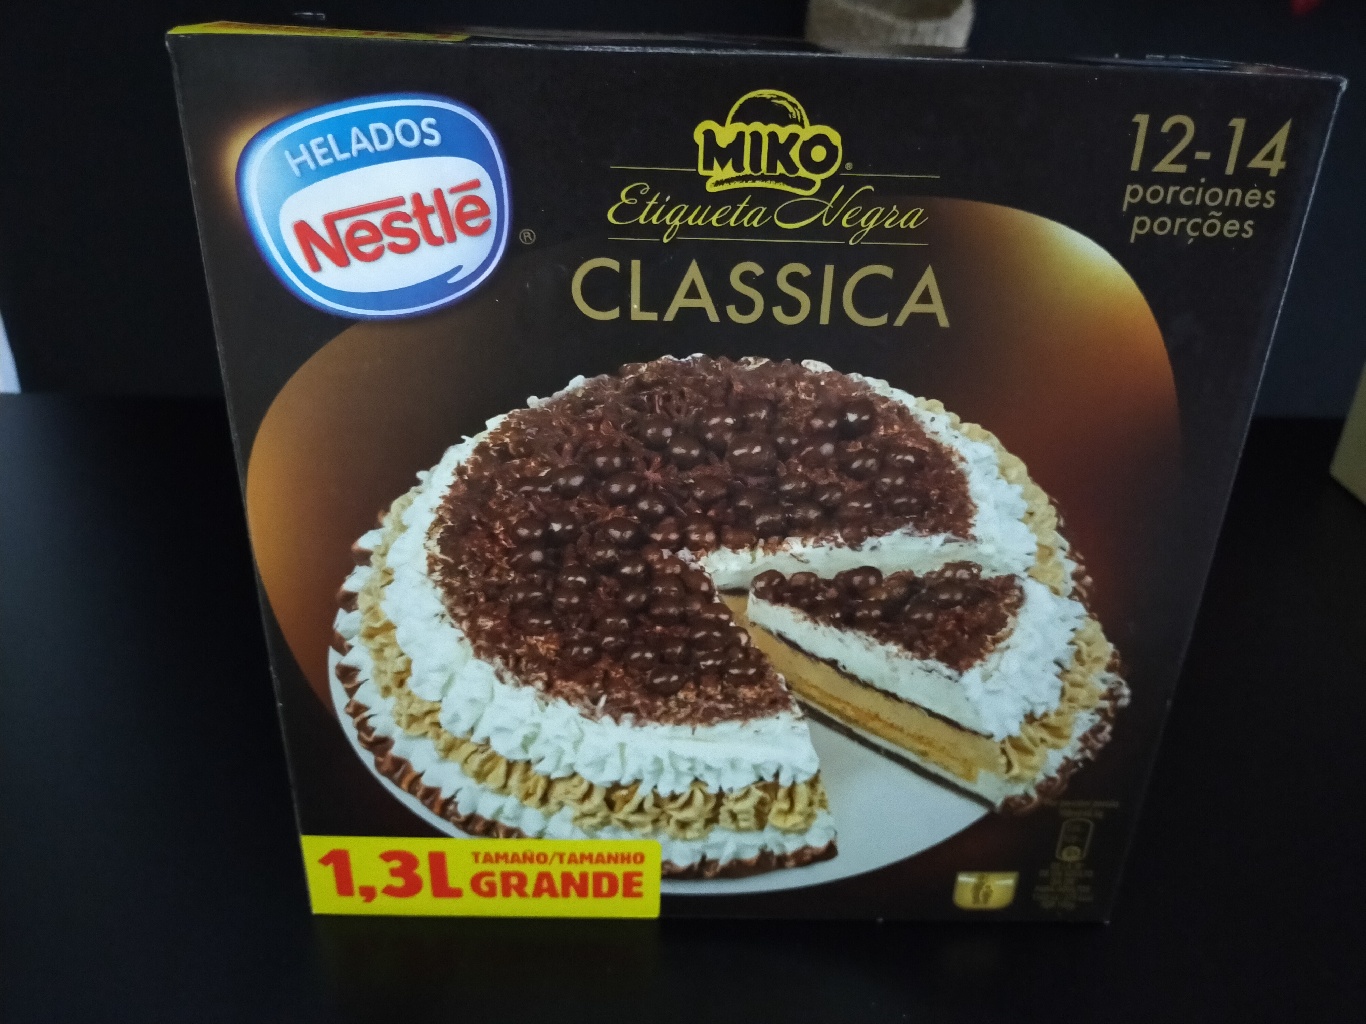 HELADOS
Nestlé
®
MIKO
Etiqueta Negra
CLASSICA
12-14
porciones
porções
1,3L TAMAÑO/TAMANHO
GRANDE